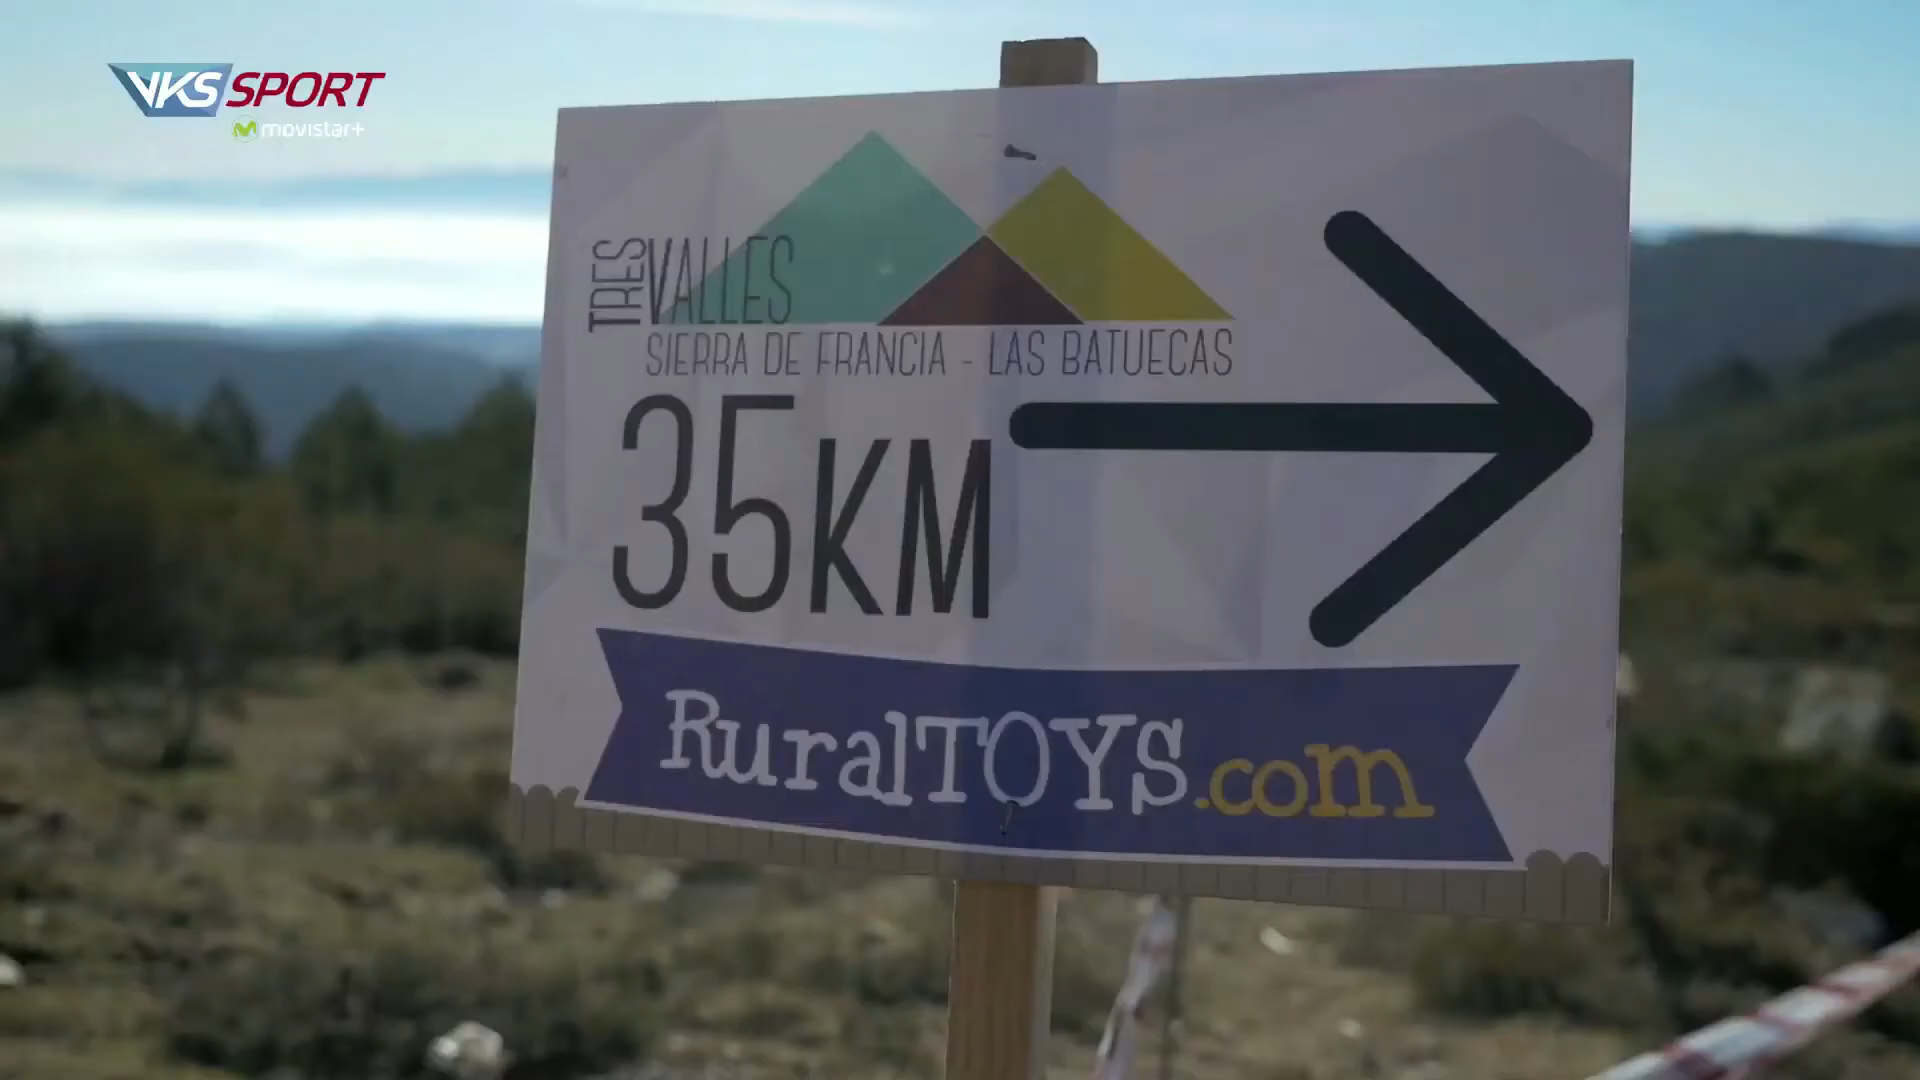 VKS SPORT
movistar+
TRES VALLES
SIERRA DE FRANCIA - LAS BATUECAS
35KM
RuralTOYS.com